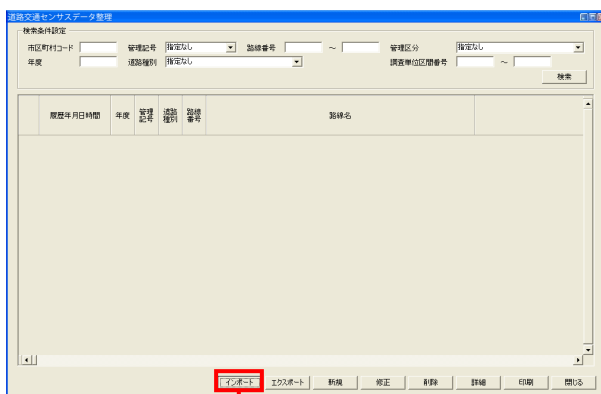 道路交通センサスデータ整理
検索条件設定
市区町村コード 管理記号 指定なし 路線番号 ～ 管理区分 指定なし
年度 道路種別 指定なし 調査単位区間番号 ～
検索
履歴年月日時間 年度 管理記号 道路種別 路線番号 路線名
インポート エクスポート 新規 修正 削除 詳細 印刷 閉じる